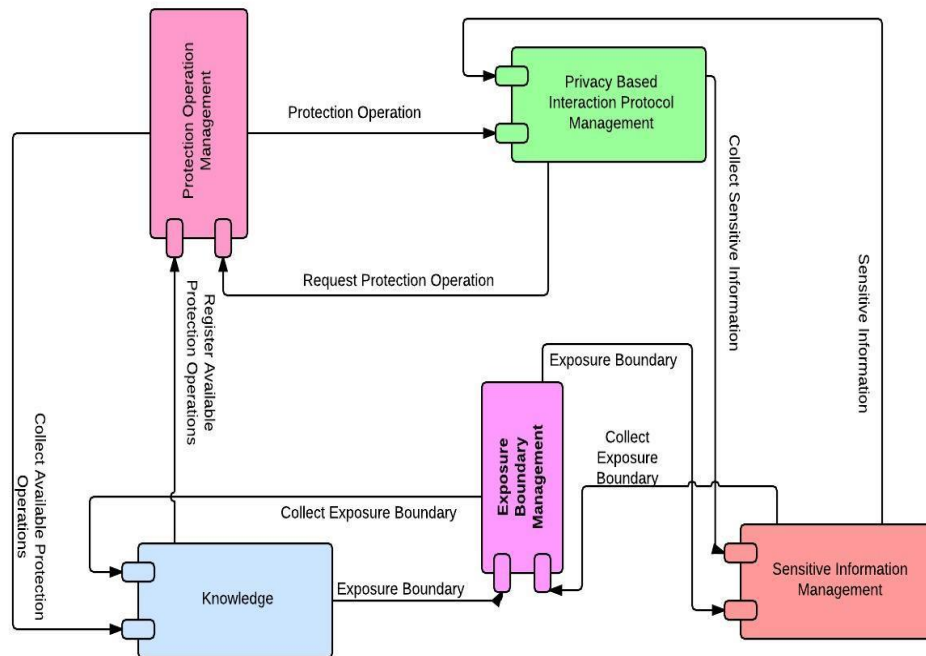 Protection Operation
Management
Privacy Based
Interaction Protocol
Management
Protection Operation
Collect Sensitive Information
Sensitive Information
Request Protection Operation
Register Available
Protection Operations
Exposure Boundary
Collect Available Protection
Operations
Exposure
Boundary
Management
Collect
Exposure
Boundary
Collect Exposure Boundary
Knowledge
Exposure Boundary
Sensitive Information
Management